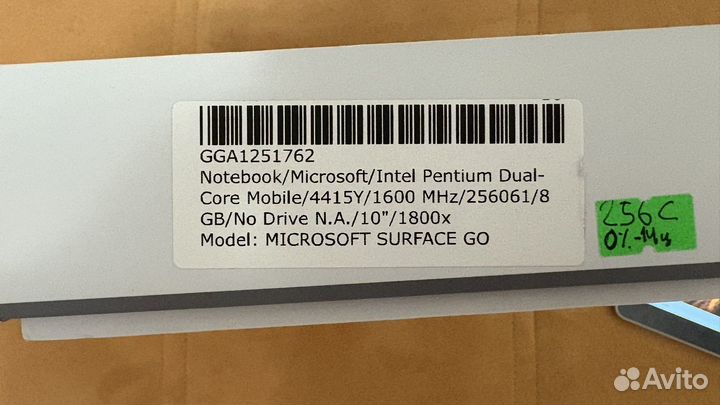 GGA1251762
Notebook/Microsoft/Intel Pentium Dual-
Core Mobile/4415Y/1600 MHz/256061/8
GB/No Drive N.A./10"/1800x
Model: MICROSOFT SURFACE GO
256C
0%-14ц
Avito